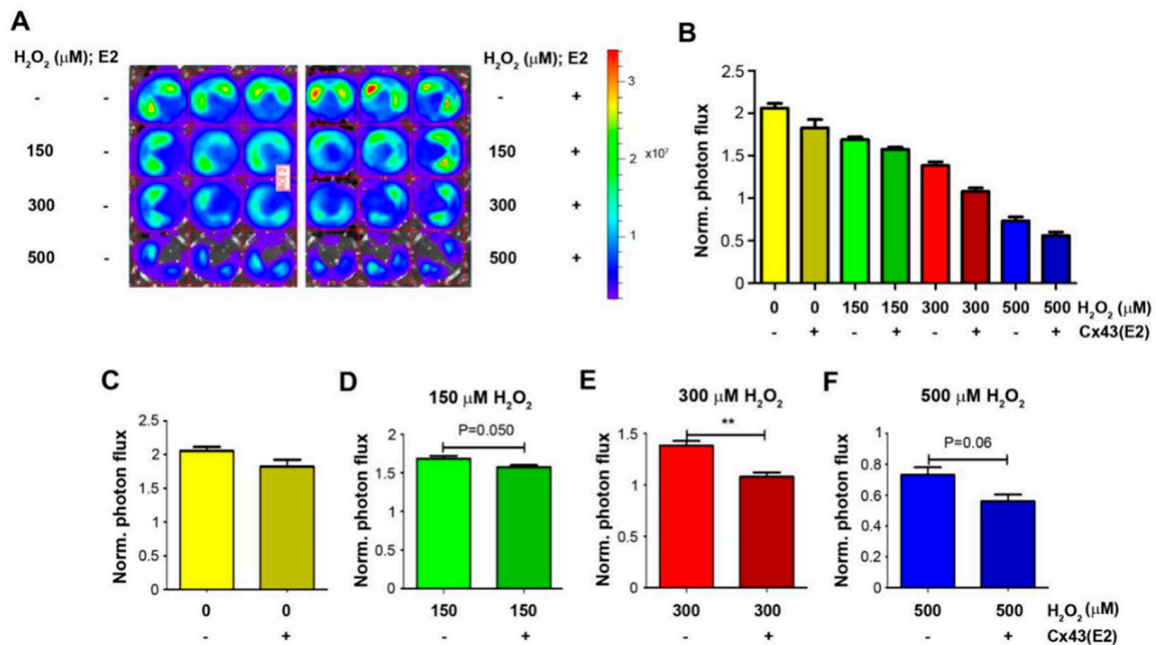 A
H₂O₂ (μM); E2
- -
150 -
300 -
500 -
ROI 2
H₂O₂ (μM); E2
- +
150 +
300 +
500 +
3
2
x10⁷
1
B
Norm. photon flux
2.5
2
1.5
1
0.5
0
0 0 150 150 300 300 500 500 H₂O₂ (μM)
- + - + - + - + Cx43(E2)
C
Norm. photon flux
2.5
2
1.5
1
0.5
0
0 0
- +
D
150 μM H₂O₂
P=0.050
Norm. photon flux
2
1.5
1
0.5
0
150 150
- +
E
300 μM H₂O₂
**
Norm. photon flux
1.5
1
0.5
0
300 300
- +
F
500 μM H₂O₂
P=0.06
Norm. photon flux
1
0.8
0.6
0.4
0.2
0
500 500 H₂O₂ (μM)
- + Cx43(E2)